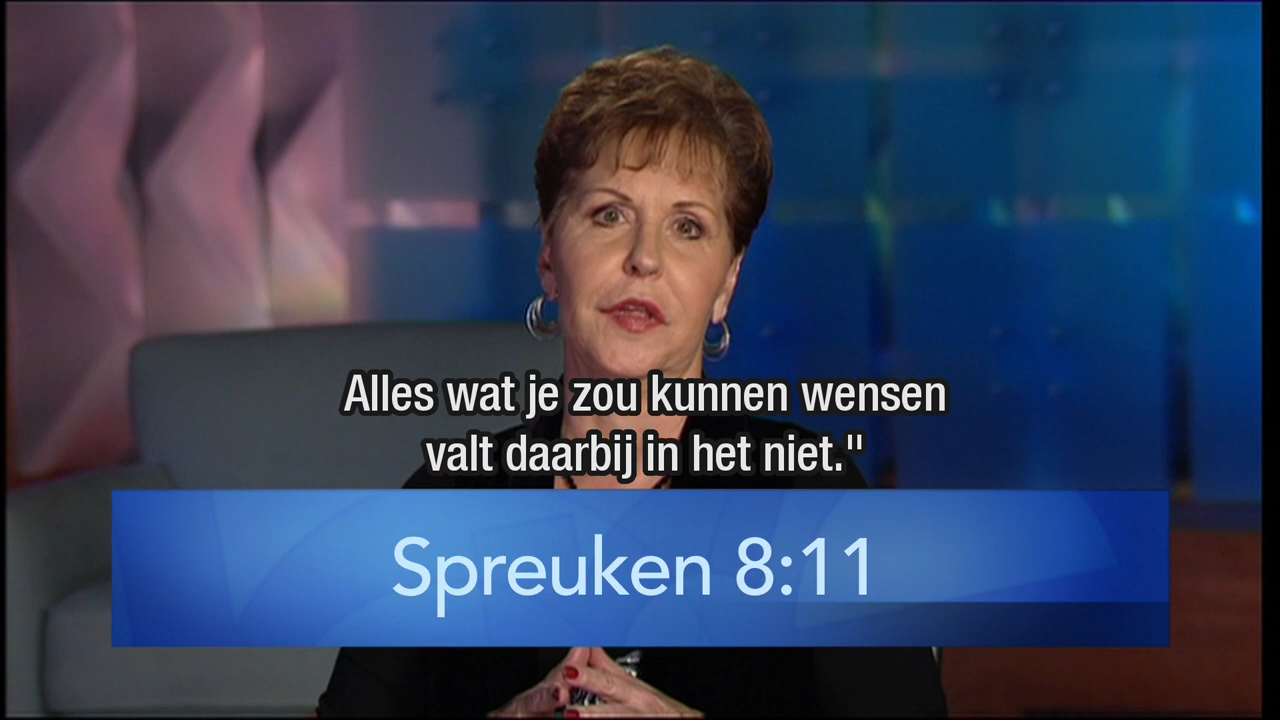 Alles wat je zou kunnen wensen
valt daarbij in het niet."
Spreuken 8:11